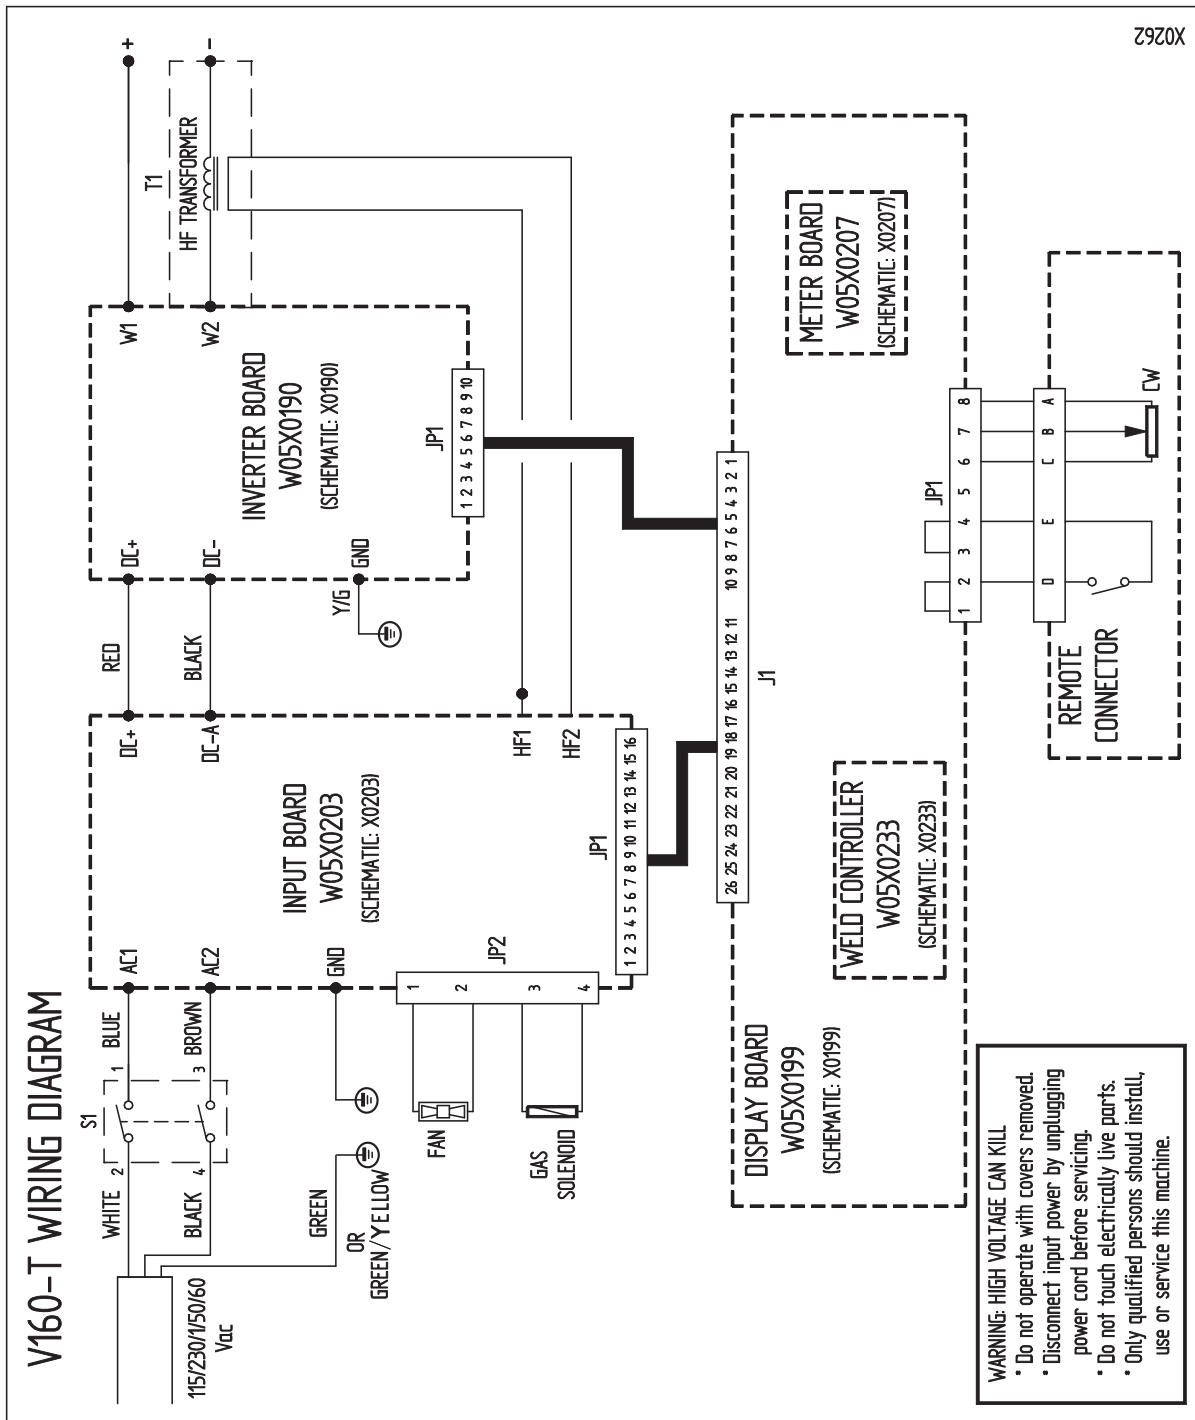 V160-T WIRING DIAGRAM
X0262
115/230/1/50/60
Vac
WHITE
BLACK
2
4
S1
1
3
BLUE
BROWN
GREEN
OR
GREEN/YELLOW
AC1
AC2
GND
INPUT BOARD
W05X0203
(SCHEMATIC: X0203)
DC+
DC-A
HF1
HF2
JP2
1
2
3
4
FAN
GAS
SOLENOID
JP1
1 2 3 4 5 6 7 8 9 10 11 12 13 14 15 16
RED
BLACK
DC+
DC-
GND
Y/G
INVERTER BOARD
W05X0190
(SCHEMATIC: X0190)
W1
W2
JP1
1 2 3 4 5 6 7 8 9 10
T1
HF TRANSFORMER
+
-
J1
26 25 24 23 22 21 20 19 18 17 16 15 14 13 12 11 10 9 8 7 6 5 4 3 2 1
DISPLAY BOARD
W05X0199
(SCHEMATIC: X0199)
WELD CONTROLLER
W05X0233
(SCHEMATIC: X0233)
METER BOARD
W05X0207
(SCHEMATIC: X0207)
JP1
1 2 3 4 5 6 7 8
D E C B A
REMOTE
CONNECTOR
CW
WARNING: HIGH VOLTAGE CAN KILL
* Do not operate with covers removed.
* Disconnect input power by unplugging
power cord before servicing.
* Do not touch electrically live parts.
* Only qualified persons should install,
use or service this machine.